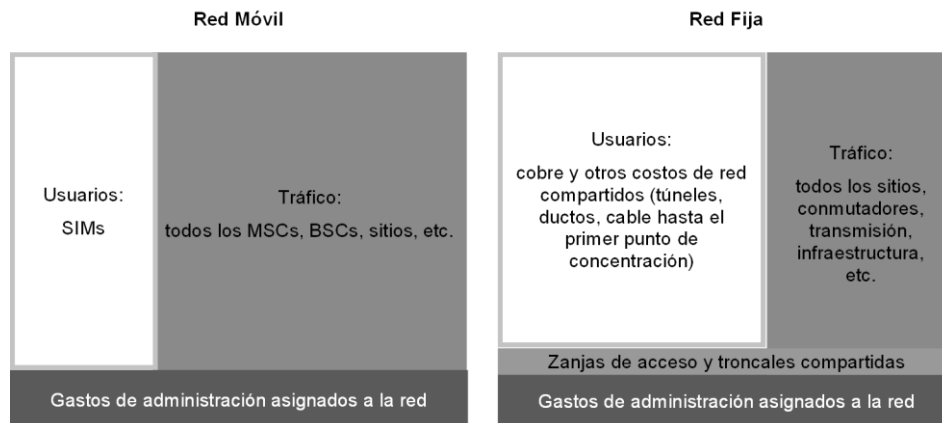 Red Móvil
Usuarios:
SIMs
Tráfico:
todos los MSCs, BSCs, sitios, etc.
Gastos de administración asignados a la red
Red Fija
Usuarios:
cobre y otros costos de red
compartidos (túneles,
ductos, cable hasta el
primer punto de
concentración)
Tráfico:
todos los sitios,
conmutadores,
transmisión,
infraestructura,
etc.
Zanjas de acceso y troncales compartidas
Gastos de administración asignados a la red